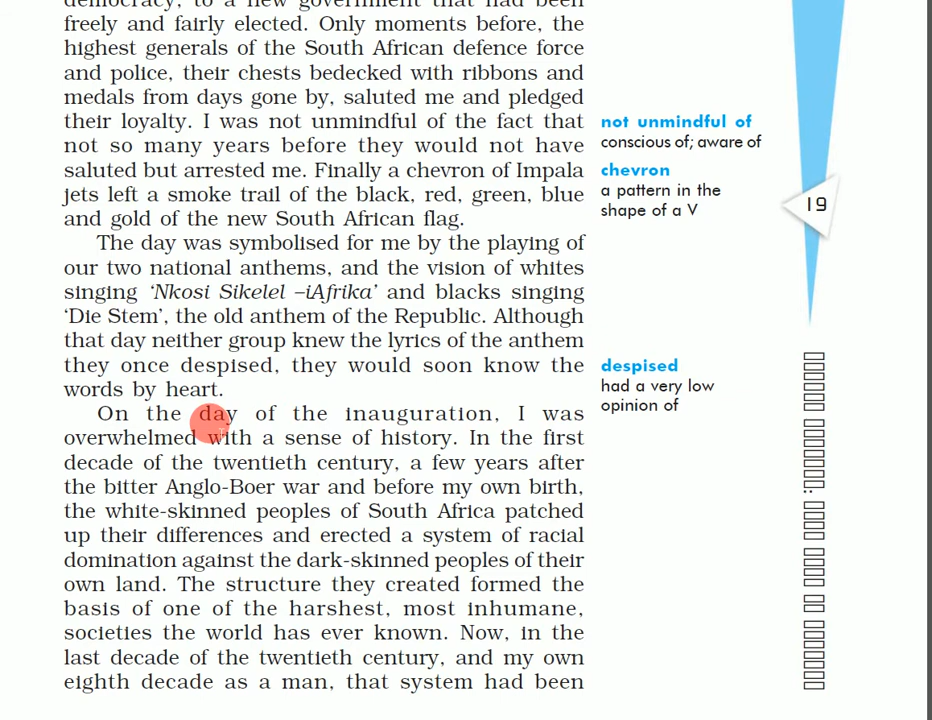 democracy, to a new government that had been
freely and fairly elected. Only moments before, the
highest generals of the South African defence force
and police, their chests bedecked with ribbons and
medals from days gone by, saluted me and pledged
their loyalty. I was not unmindful of the fact that
not so many years before they would not have
saluted but arrested me. Finally a chevron of Impala
jets left a smoke trail of the black, red, green, blue
and gold of the new South African flag.
The day was symbolised for me by the playing of
our two national anthems, and the vision of whites
singing ‘Nkosi Sikelel –iAfrika’ and blacks singing
‘Die Stem’, the old anthem of the Republic. Although
that day neither group knew the lyrics of the anthem
they once despised, they would soon know the
words by heart.
On the day of the inauguration, I was
overwhelmed with a sense of history. In the first
decade of the twentieth century, a few years after
the bitter Anglo-Boer war and before my own birth,
the white-skinned peoples of South Africa patched
up their differences and erected a system of racial
domination against the dark-skinned peoples of their
own land. The structure they created formed the
basis of one of the harshest, most inhumane,
societies the world has ever known. Now, in the
last decade of the twentieth century, and my own
eighth decade as a man, that system had been
not unmindful of
conscious of; aware of
chevron
a pattern in the
shape of a V
19
despised
had a very low
opinion of